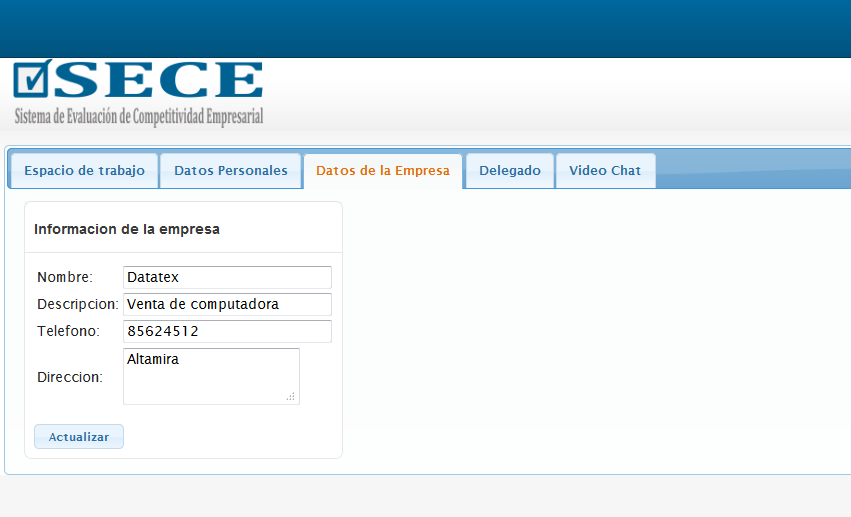 SECE
Sistema de Evaluación de Competitividad Empresarial
Espacio de trabajo Datos Personales Datos de la Empresa Delegado Video Chat
Informacion de la empresa
Nombre: Datatex
Descripcion: Venta de computadora
Telefono: 85624512
Direccion: Altamira
Actualizar